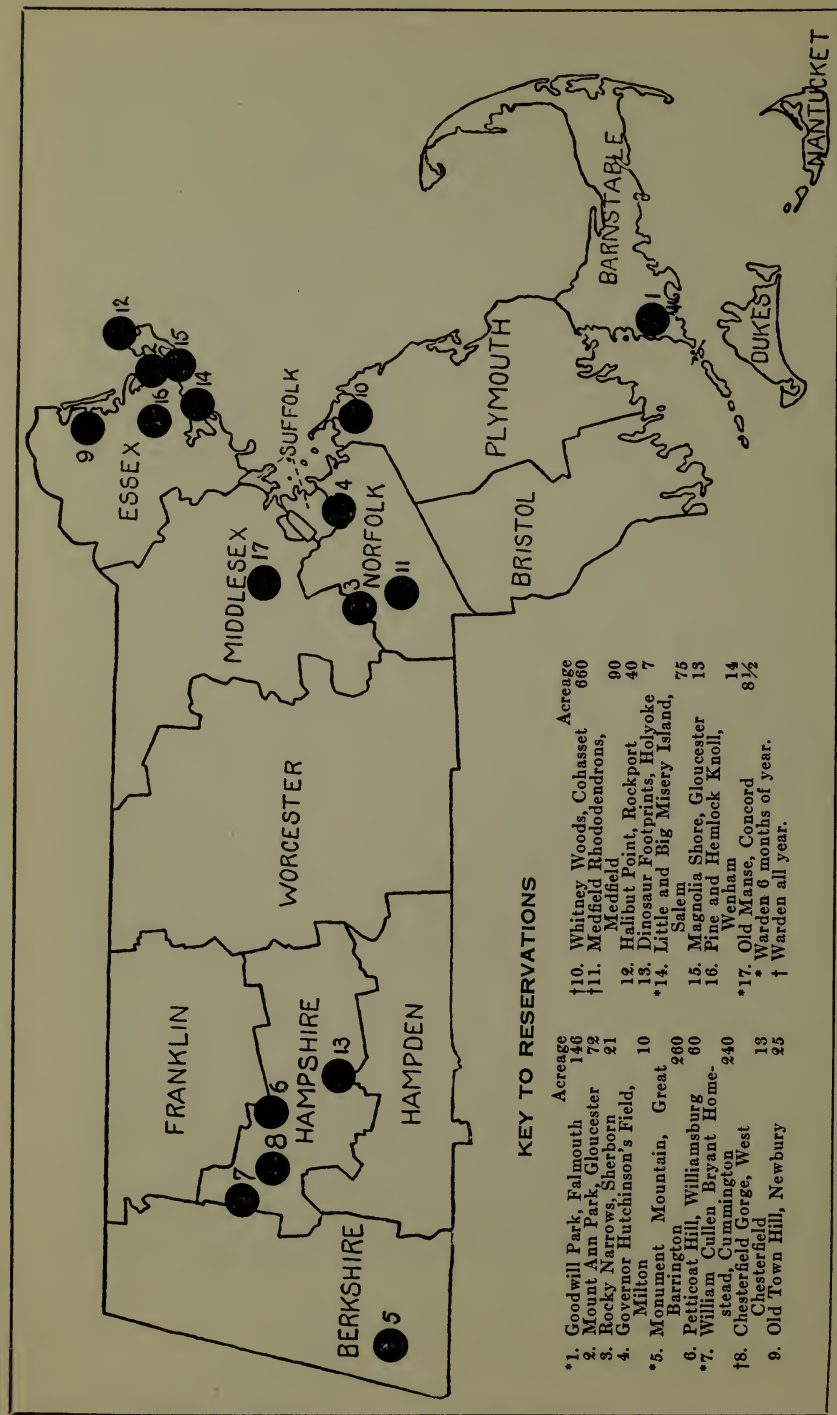 BERKSHIRE
5
FRANKLIN
7
8
6
HAMPSHIRE
13
HAMPDEN
WORCESTER
MIDDLESEX
17
ESSEX
9
12
2
15
16
14
SUFFOLK
4
10
NORFOLK
3
11
PLYMOUTH
BRISTOL
BARNSTABLE
1
DUKES
NANTUCKET
KEY TO RESERVATIONS
Acreage
*1. Goodwill Park, Falmouth 146
2. Mount Ann Park, Gloucester 72
3. Rocky Narrows, Sherborn 21
4. Governor Hutchinson's Field,
Milton 10
*5. Monument Mountain, Great
Barrington 260
6. Petticoat Hill, Williamsburg 60
*7. William Cullen Bryant Home-
stead, Cummington 240
†8. Chesterfield Gorge, West
Chesterfield 13
9. Old Town Hill, Newbury 25
Acreage
†10. Whitney Woods, Cohasset 660
†11. Medfield Rhododendrons,
Medfield 90
12. Halibut Point, Rockport 40
13. Dinosaur Footprints, Holyoke 7
*14. Little and Big Misery Island,
Salem 75
15. Magnolia Shore, Gloucester 13
16. Pine and Hemlock Knoll,
Wenham 14
*17. Old Manse, Concord 8½
* Warden 6 months of year.
† Warden all year.